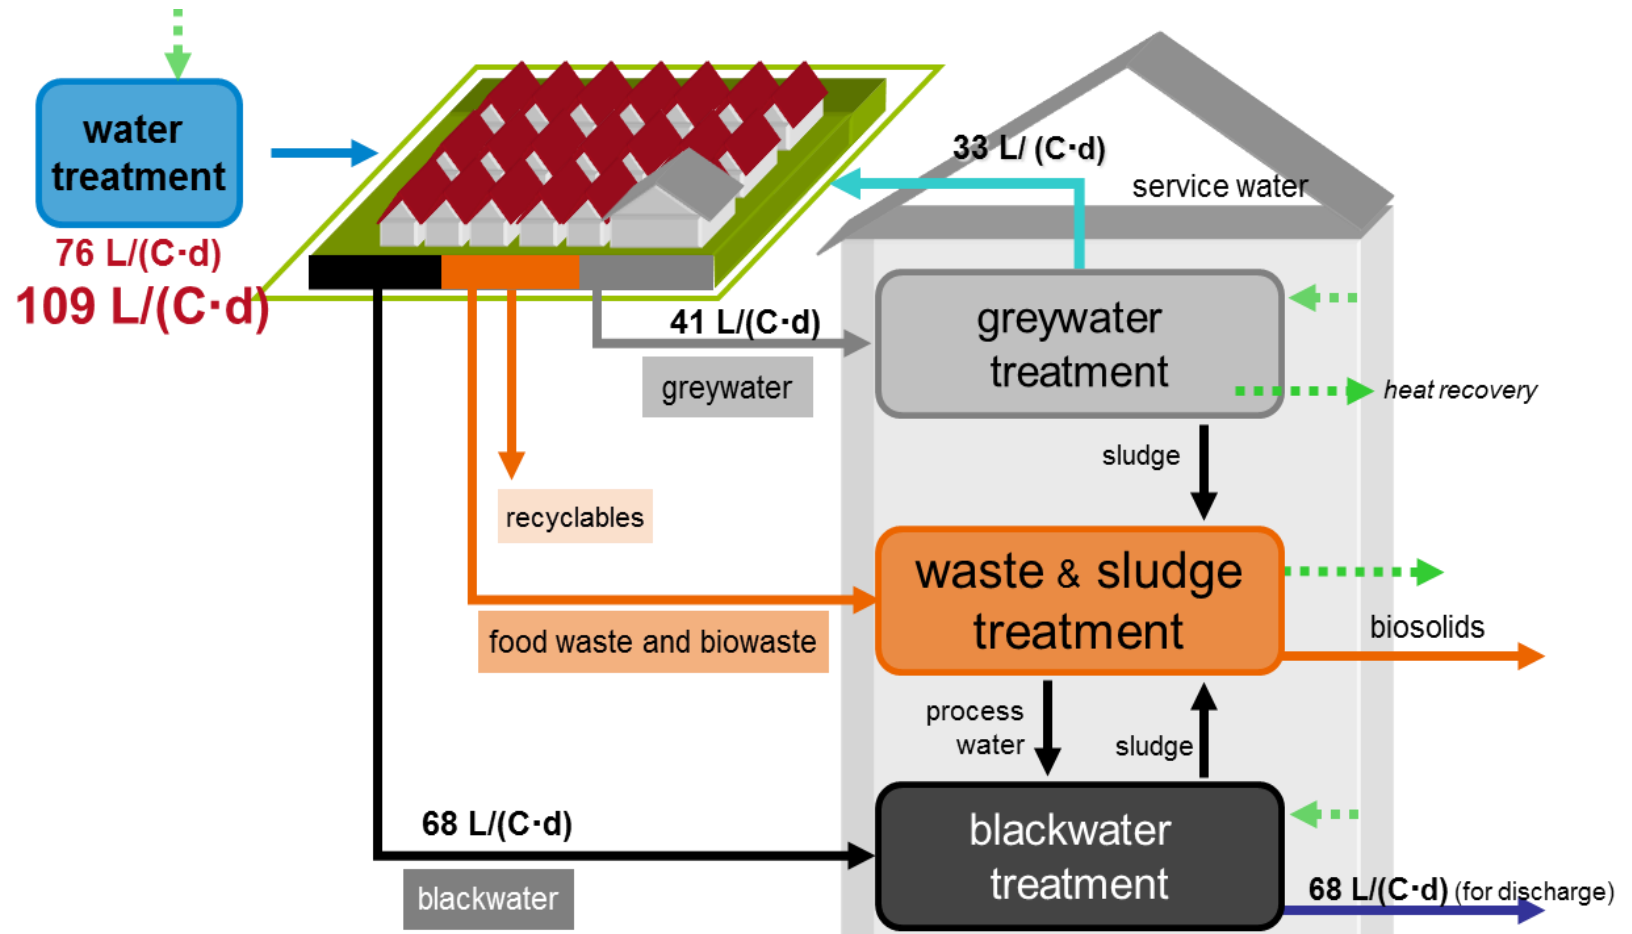 water
treatment
76 L/(C·d)
109 L/(C·d)
33 L/ (C·d)
service water
41 L/(C·d)
greywater
greywater
treatment
heat recovery
sludge
recyclables
waste & sludge
treatment
food waste and biowaste
biosolids
process
water
sludge
68 L/(C·d)
blackwater
blackwater
treatment
68 L/(C·d) (for discharge)